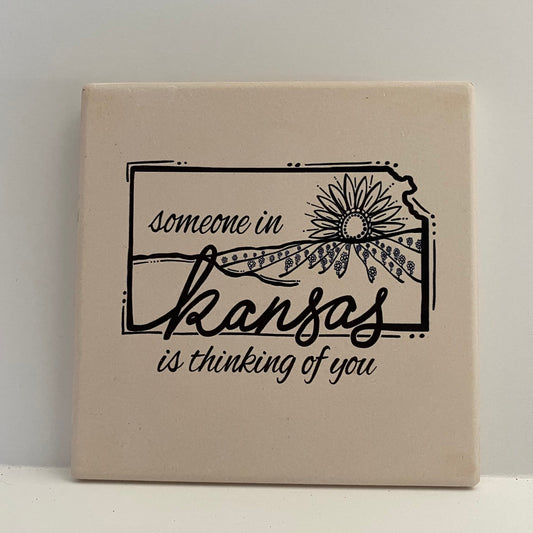 someone in
kansas
is thinking of you